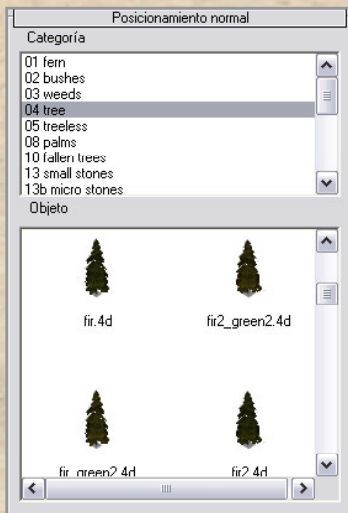 Posicionamiento normal
Categoría
01 fern
02 bushes
03 weeds
04 tree
05 treeless
08 palms
10 fallen trees
13 small stones
13b micro stones
Objeto
fir.4d fir2_green2.4d
fir_green2.4d fir2.4d